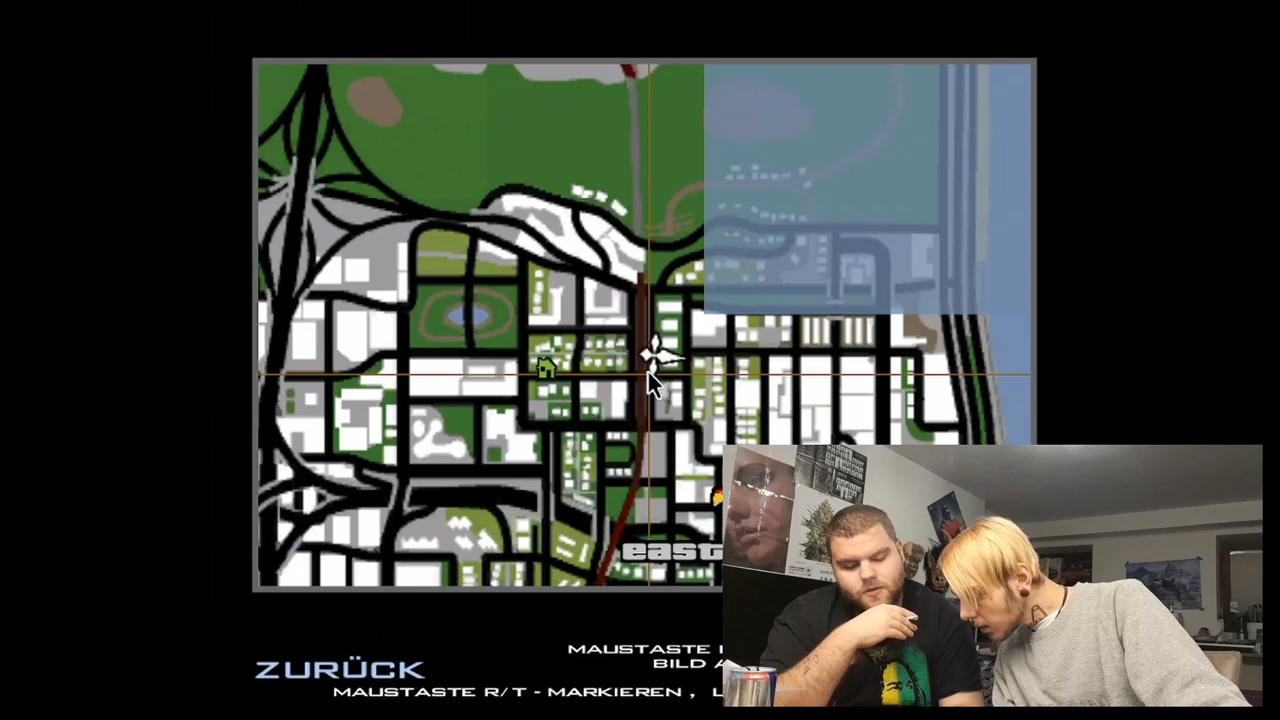 east
ZURÜCK
MAUSTASTE
BILD
MAUSTASTE R/T - MARKIEREN ,